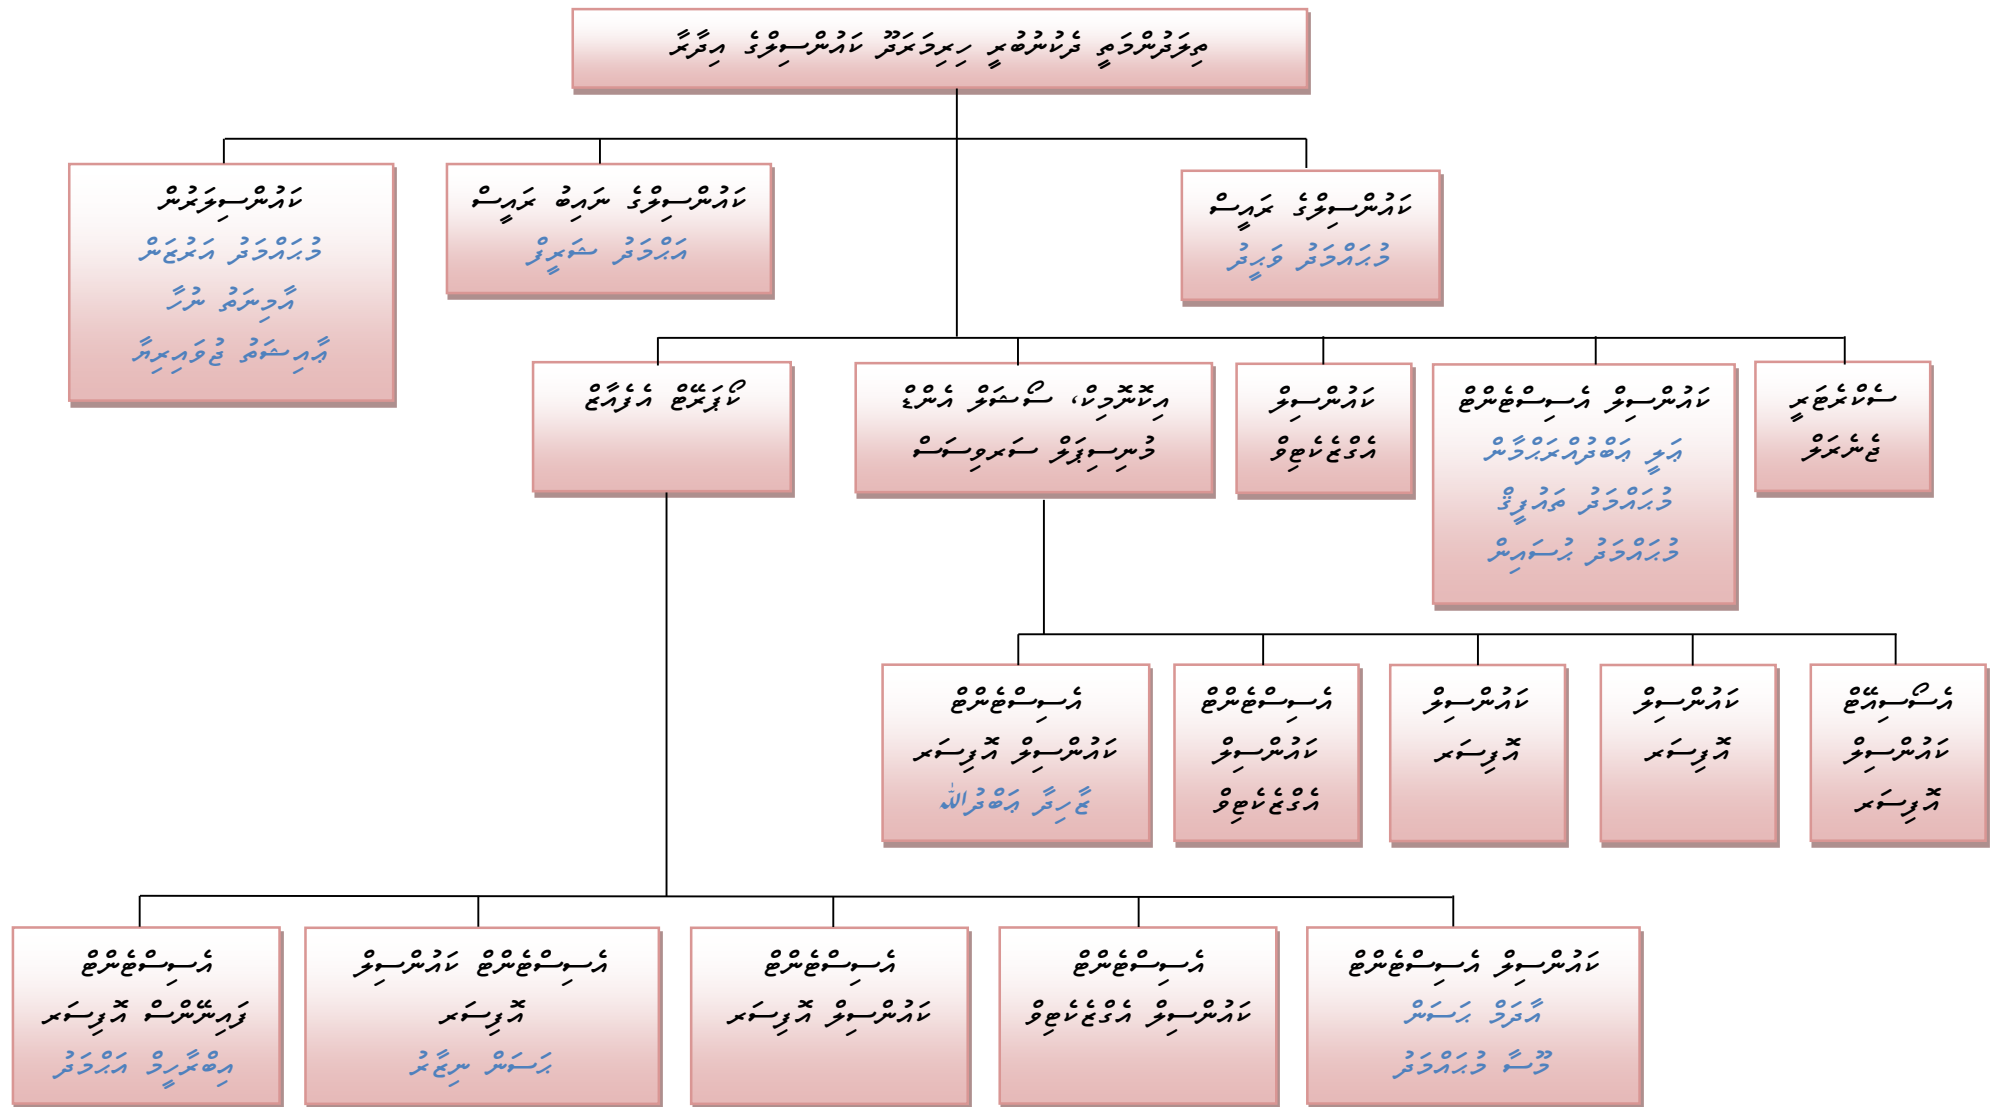 ތިލަދުންމަތީ ދެކުނުބުރީ ހިރިމަރަދޫ ކައުންސިލްގެ އިދާރާ
ކައުންސިލްގެ ރައީސް
މުޙައްމަދު ވަޙީދު
ކައުންސިލްގެ ނައިބު ރައީސް
އަޙްމަދު ޝަރީފް
ކައުންސިލަރުން
މުޙައްމަދު އަރުޒަން
އާމިނަތު ނުހާ
ޢާއިޝަތު ޖުވައިރިޔާ
ސެކްރެޓަރީ
ޖެނެރަލް
ކައުންސިލް އެސިސްޓެންޓް
ޢަލީ ޢަބްދުއްރަޙްމާން
މުޙައްމަދު ތައުފީޤް
މުޙައްމަދު ޙުސައިން
ކައުންސިލް
އެގްޒެކެޓިވް
އިކޮނޮމިކް، ސޯޝަލް އެންޑް
މުނިސިޕަލް ސަރވިސަސް
ކޯޕަރޭޓް އެފެއާޒް
އެސޯސިއޭޓް
ކައުންސިލް
އޮފިސަރ
ކައުންސިލް
އޮފިސަރ
ކައުންސިލް
އޮފިސަރ
އެސިސްޓެންޓް
ކައުންސިލް
އެގްޒެކެޓިވް
އެސިސްޓެންޓް
ކައުންސިލް އޮފިސަރ
ޒާހިދާ ޢަބްދުﷲ
ކައުންސިލް އެސިސްޓެންޓް
އާދަމް ޙަސަން
މޫސާ މުޙައްމަދު
އެސިސްޓެންޓް
ކައުންސިލް އެގްޒެކެޓިވް
އެސިސްޓެންޓް
ކައުންސިލް އޮފިސަރ
އެސިސްޓެންޓް ކައުންސިލް
އޮފިސަރ
ޙަސަން ނިޒާރު
އެސިސްޓެންޓް
ފައިނޭންސް އޮފިސަރ
އިބްރާހީމް އަޙްމަދު